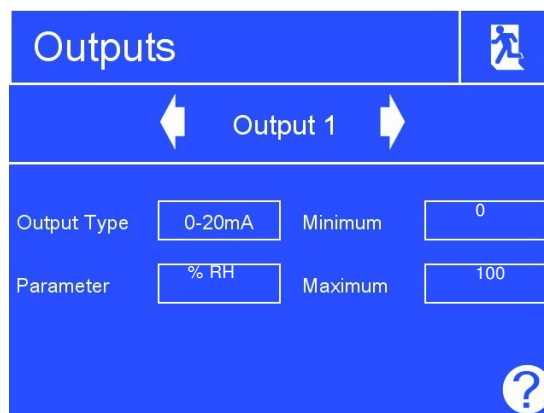 Outputs
Output 1
Output Type 0-20mA Minimum 0
Parameter % RH Maximum 100
?